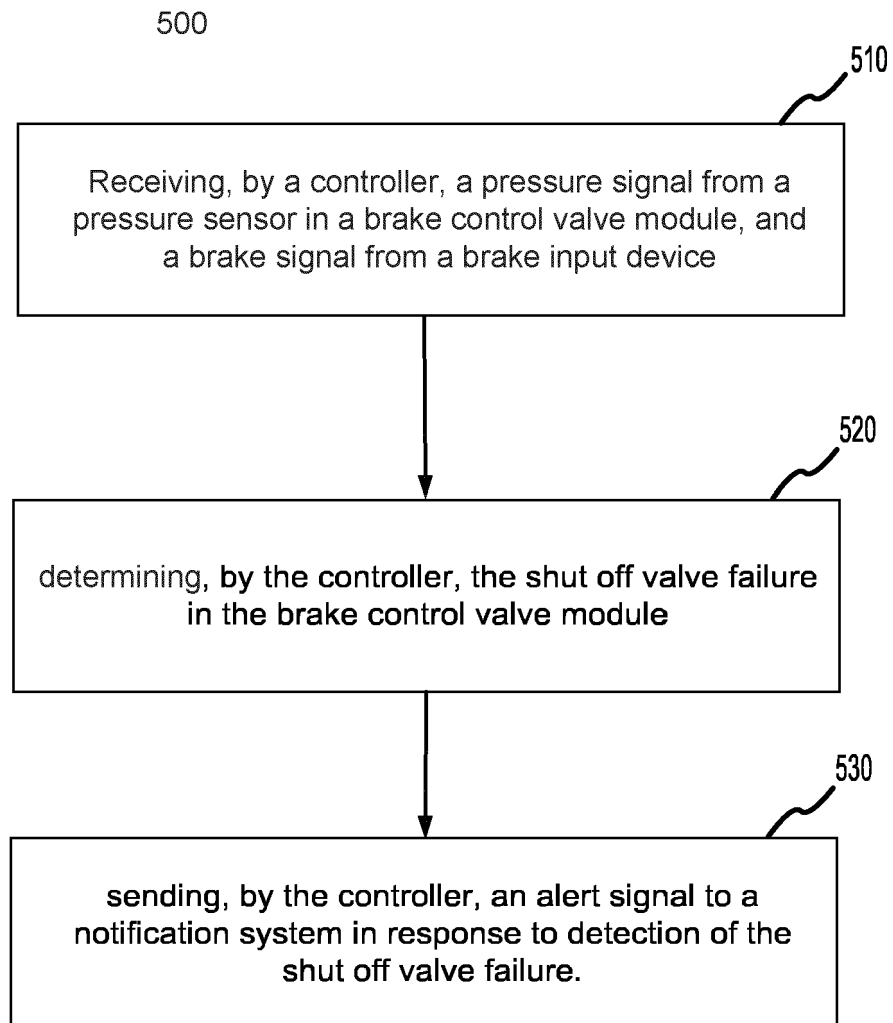 500
510
Receiving, by a controller, a pressure signal from a
pressure sensor in a brake control valve module, and
a brake signal from a brake input device
520
determining, by the controller, the shut off valve failure
in the brake control valve module
530
sending, by the controller, an alert signal to a
notification system in response to detection of the
shut off valve failure.